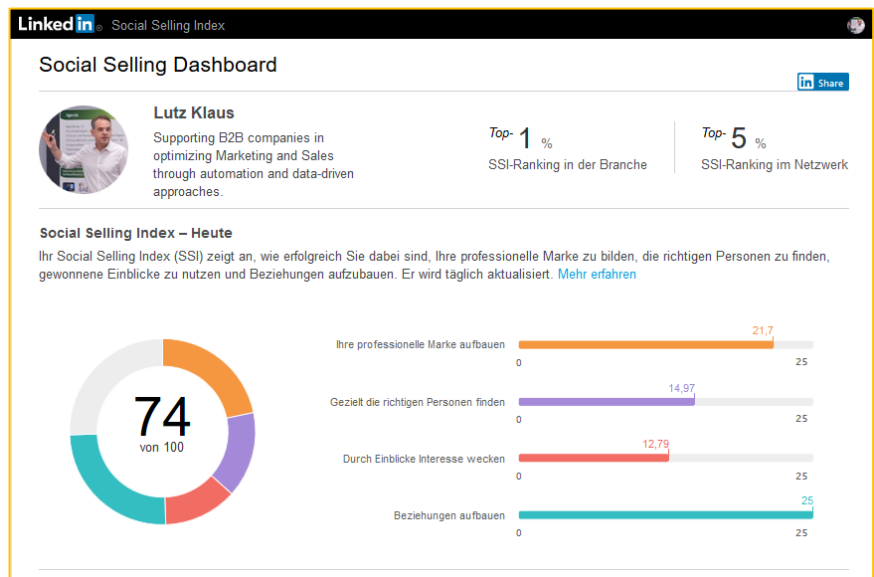 Linked in ® Social Selling Index
Social Selling Dashboard
in Share
Lutz Klaus
Supporting B2B companies in
optimizing Marketing and Sales
through automation and data-driven
approaches.
Top- 1 %
SSI-Ranking in der Branche
Top- 5 %
SSI-Ranking im Netzwerk
Social Selling Index – Heute
Ihr Social Selling Index (SSI) zeigt an, wie erfolgreich Sie dabei sind, Ihre professionelle Marke zu bilden, die richtigen Personen zu finden,
gewonnene Einblicke zu nutzen und Beziehungen aufzubauen. Er wird täglich aktualisiert. Mehr erfahren
74
von 100
21,7
Ihre professionelle Marke aufbauen
0 25
14,97
Gezielt die richtigen Personen finden
0 25
12,79
Durch Einblicke Interesse wecken
0 25
25
Beziehungen aufbauen
0 25